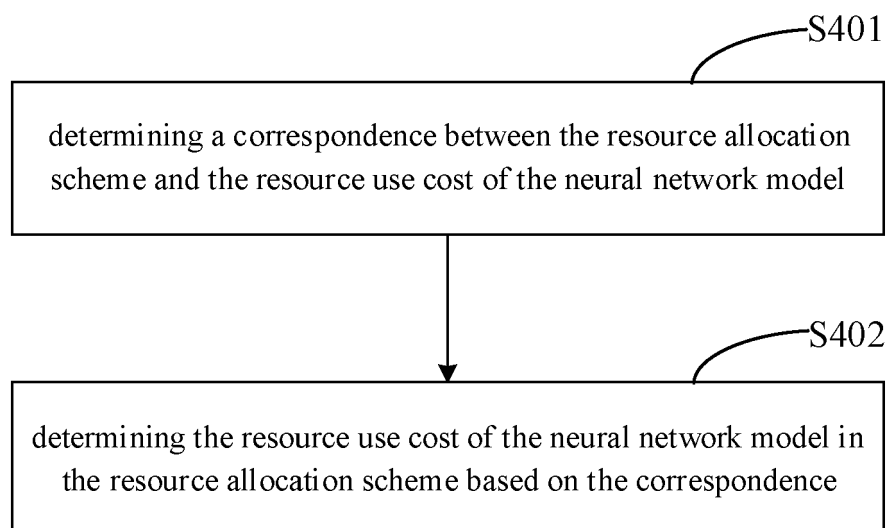 S401
determining a correspondence between the resource allocation
scheme and the resource use cost of the neural network model
S402
determining the resource use cost of the neural network model in
the resource allocation scheme based on the correspondence